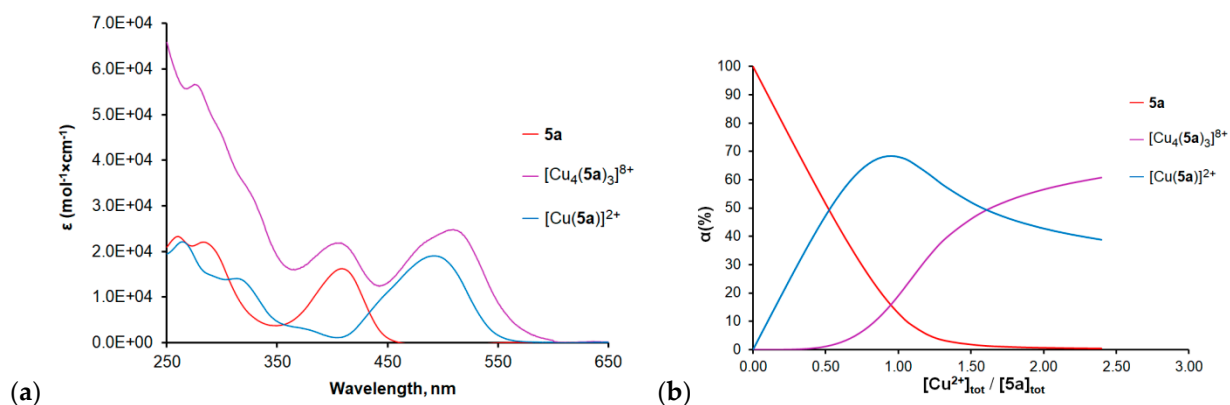 7.0E+04
6.0E+04
5.0E+04
4.0E+04
3.0E+04
2.0E+04
1.0E+04
0.0E+00
ε (mol⁻¹×cm⁻¹)
250 350 450 550 650
Wavelength, nm
5a
[Cu₄(5a)₃]⁸⁺
[Cu(5a)]²⁺
(a)
100
90
80
70
60
50
40
30
20
10
0
α(%)
0.00 0.50 1.00 1.50 2.00 2.50 3.00
[Cu²⁺]tot / [5a]tot
5a
[Cu₄(5a)₃]⁸⁺
[Cu(5a)]²⁺
(b)